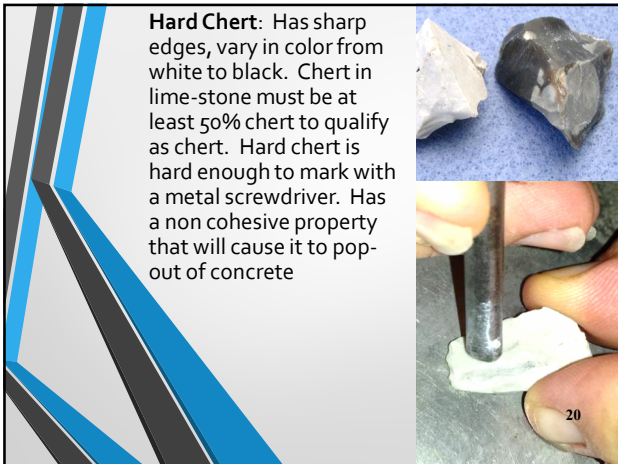 Hard Chert:  Has sharp
edges, vary in color from
white to black.  Chert in
lime-stone must be at
least 50% chert to qualify
as chert.  Hard chert is
hard enough to mark with
a metal screwdriver.  Has
a non cohesive property
that will cause it to pop-
out of concrete
20